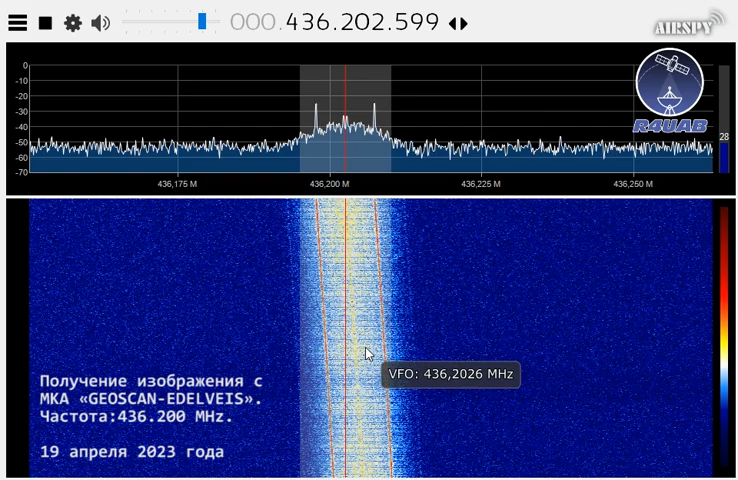 000.436.202.599
AIRSPY
0
-10
-20
-30
-40
-50
-60
-70
R4UAB
28
436,175 M
436,200 M
436,225 M
436,250 M
VFO: 436,2026 MHz
Получение изображения с
МКА «GEOSCAN-EDELVEIS».
Частота:436.200 MHz.
19 апреля 2023 года